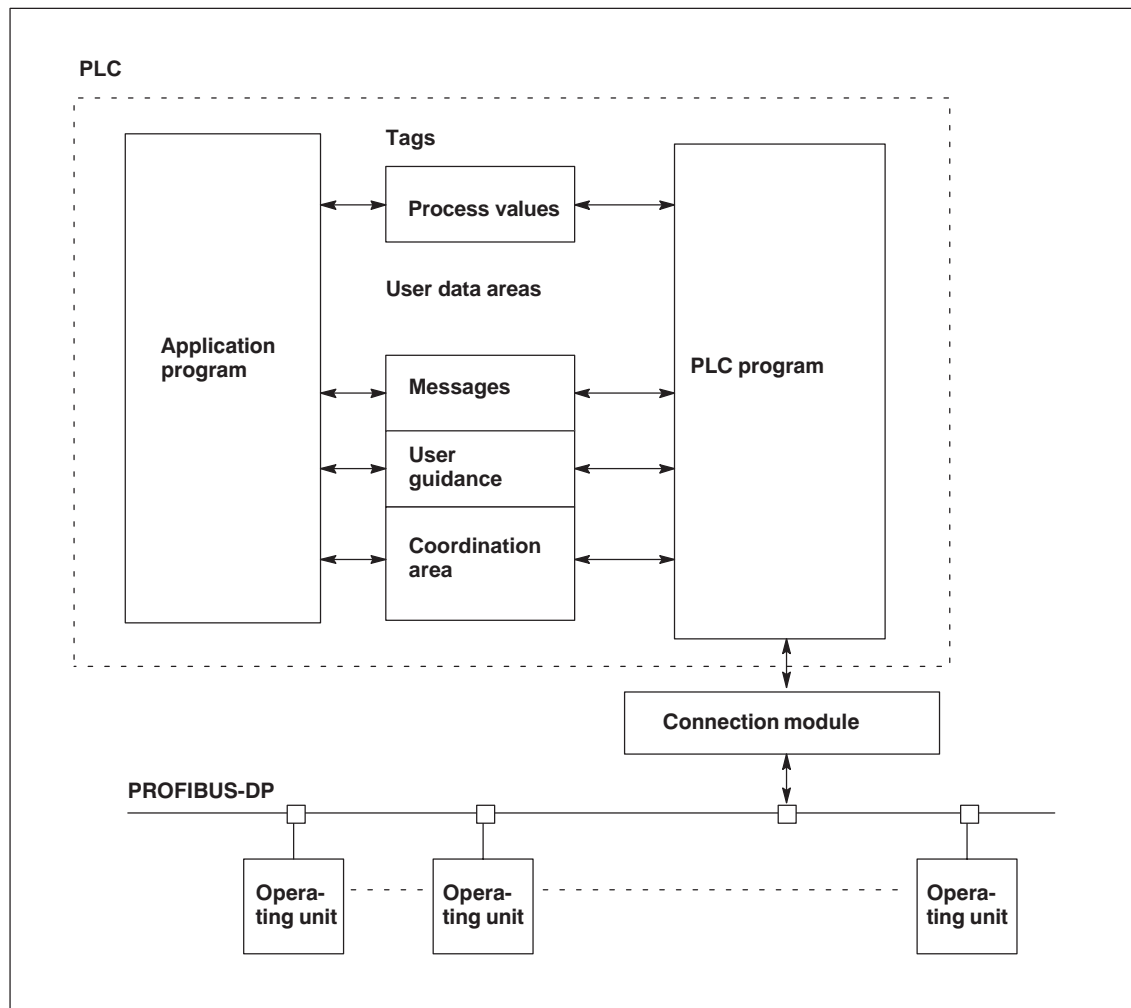 PLC
Tags
Process values
User data areas
Application
program
PLC program
Messages
User
guidance
Coordination
area
Connection module
PROFIBUS-DP
Opera-
ting unit
Opera-
ting unit
Opera-
ting unit